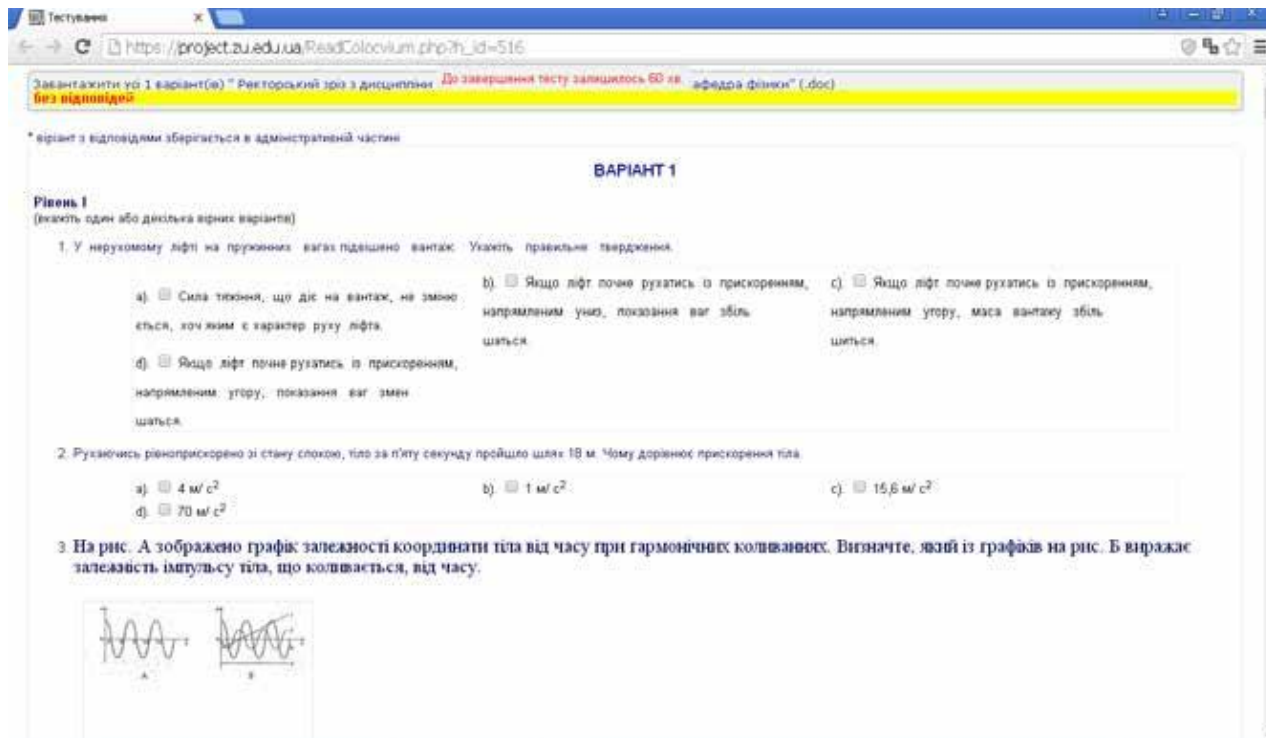 Тестування
https://project.zu.edu.ua/ReadColocvium.php?h_id=516
Завантажити усі 1 варіант(ів) " Ректорський зріз з дисципліни До завершення тесту залишилось 60 хв. афедра фізики" (.doc)
без відповідей
* віріант з відповідями зберігається в адміністративній частині
ВАРІАНТ 1
Рівень I
(вкажіть один або декілька вірних варіантів)
1. У нерухомому ліфті на пружинних вагах підвішено вантаж. Укажіть правильне твердження.
a). Сила тяжіння, що діє на вантаж, не зміню
ється, хоч яким є характер руху ліфта.
b). Якщо ліфт почне рухатись із прискоренням,
напрямленим униз, показання ваг збіль
шаться.
c). Якщо ліфт почне рухатись із прискоренням,
напрямленим угору, маса вантажу збіль
шиться.
d). Якщо ліфт почне рухатись із прискоренням,
напрямленим угору, показання ваг змен
шаться.
2. Рухаючись рівноприскорено зі стану спокою, тіло за п'яту секунду пройшло шлях 18 м. Чому дорівнює прискорення тіла.
a). 4 м/ с²
b). 1 м/ с²
c). 15,6 м/ с²
d). 70 м/ с²
3. На рис. А зображено графік залежності координати тіла від часу при гармонічних коливаннях. Визначте, який із графіків на рис. Б виражає
залежність імпульсу тіла, що коливається, від часу.
А